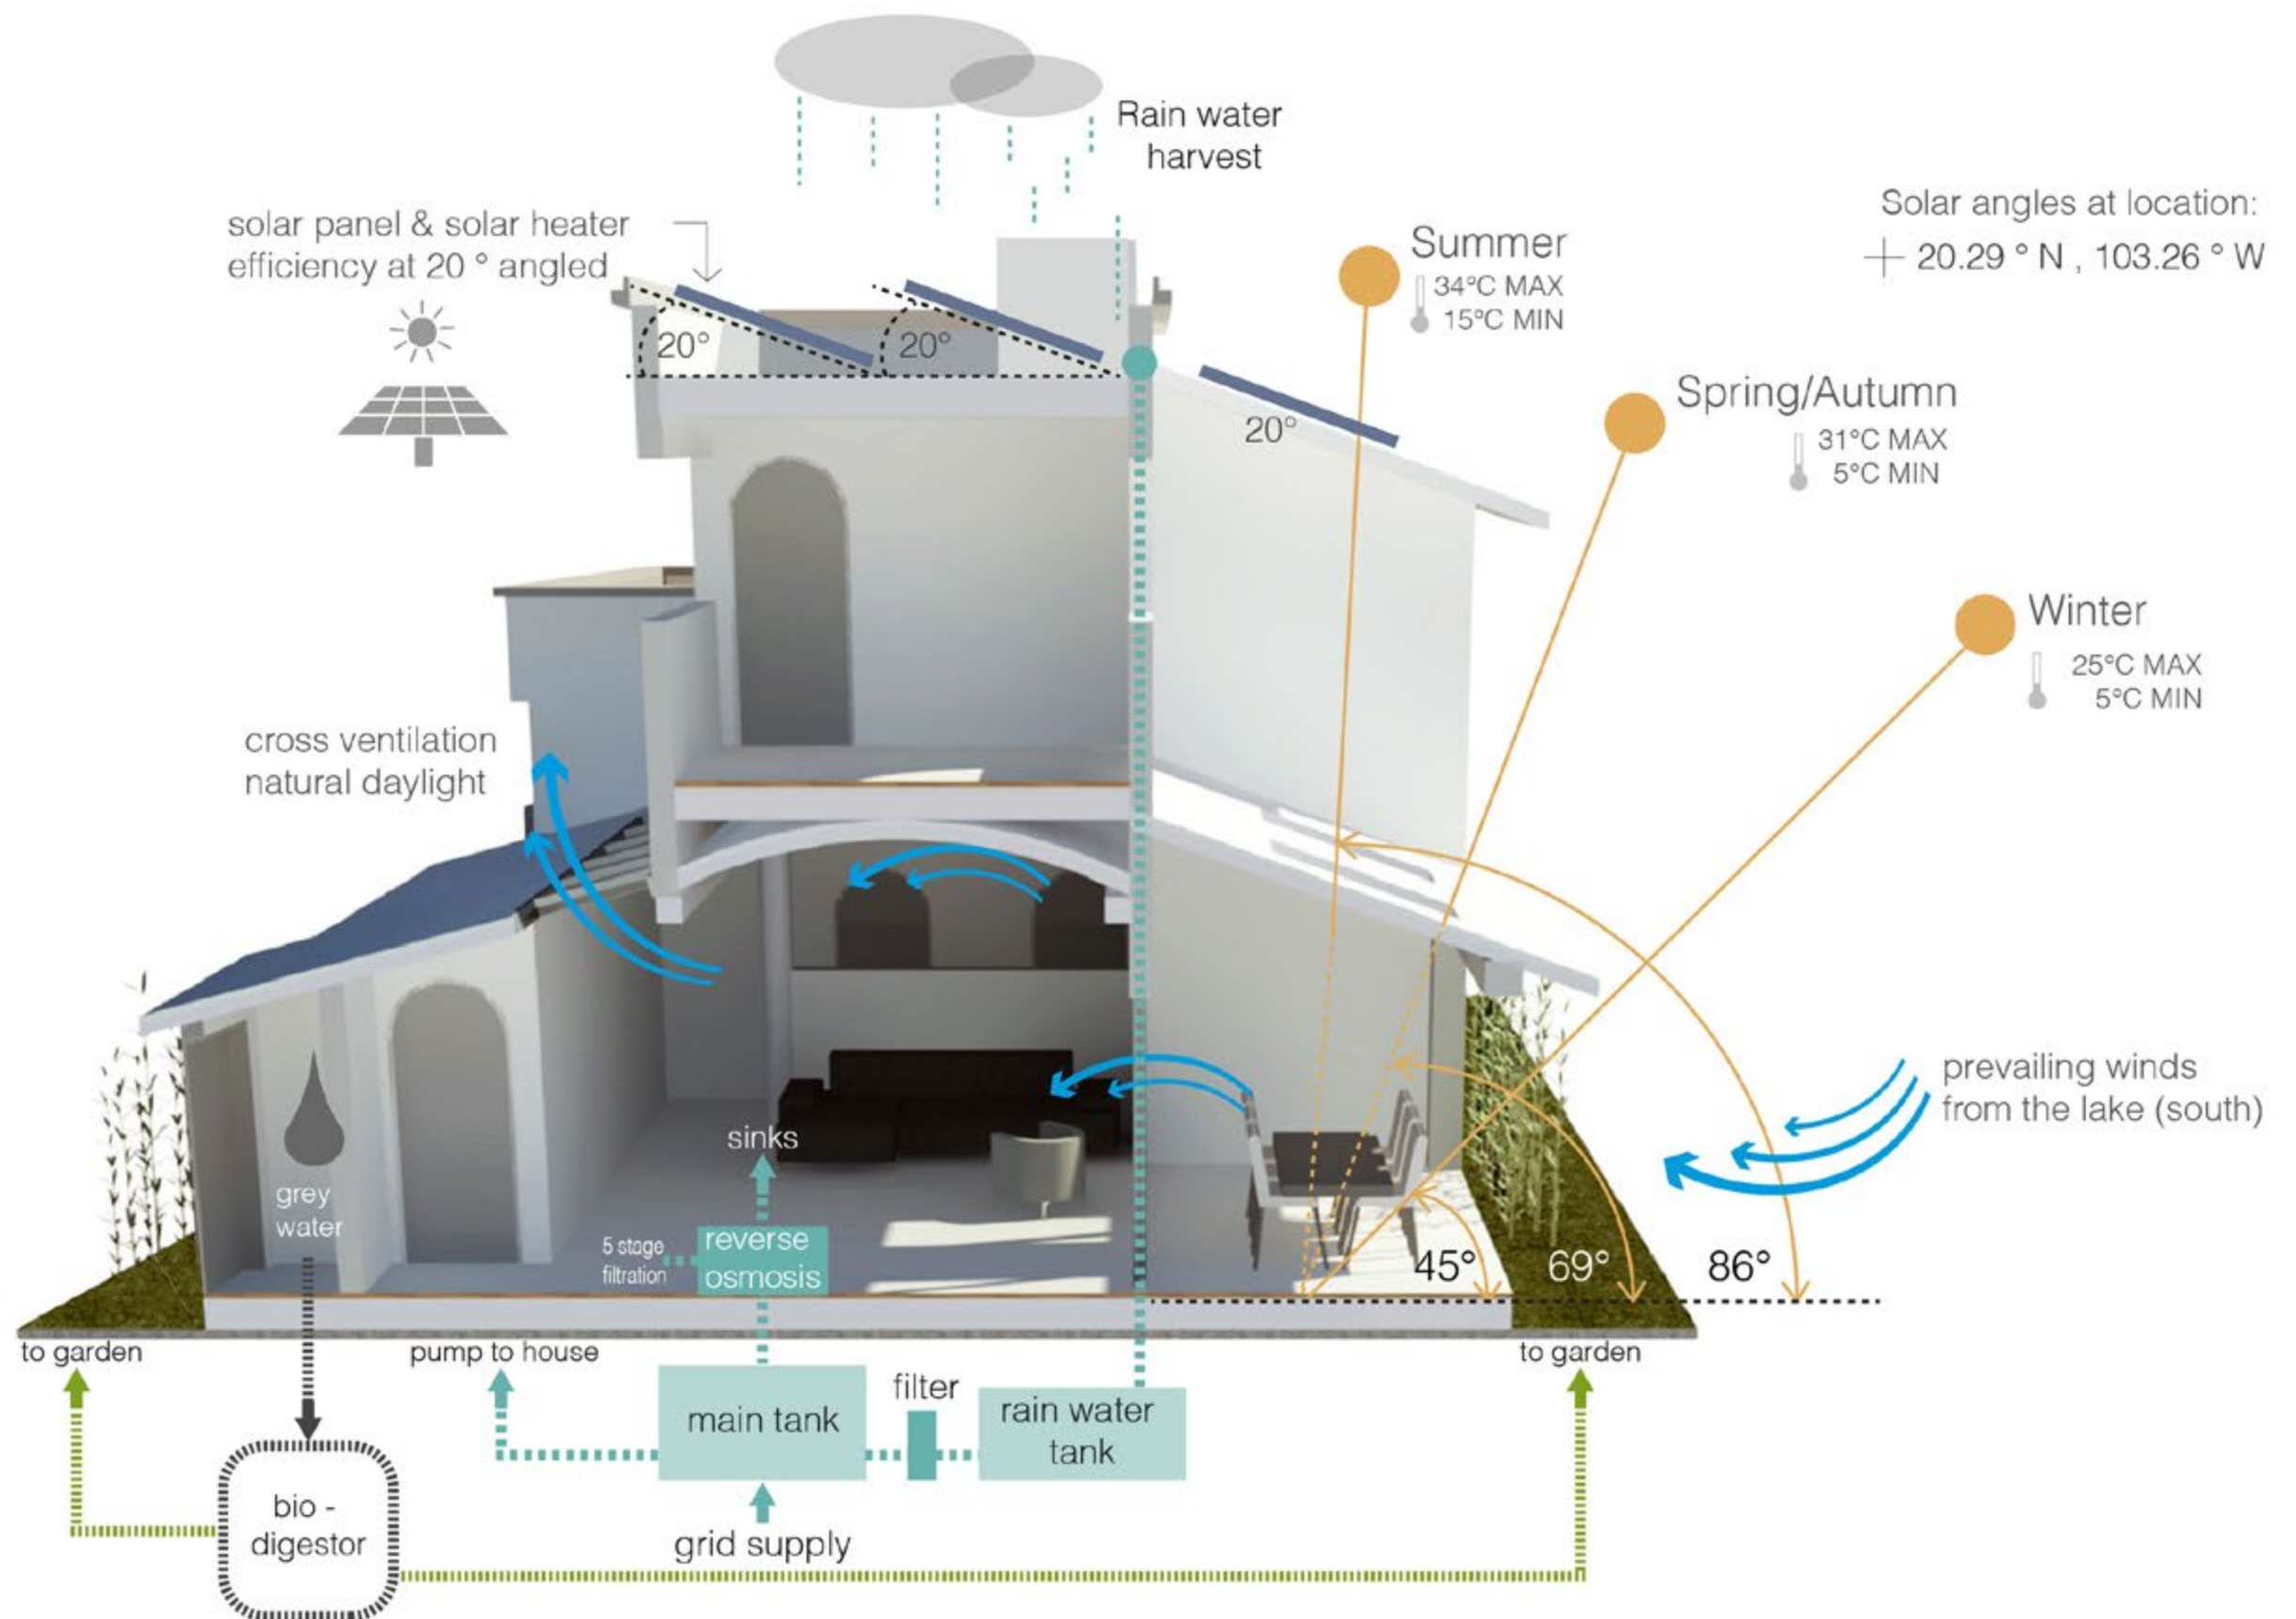 Rain water
harvest
solar panel & solar heater
efficiency at 20 ° angled
Solar angles at location:
20.29 ° N , 103.26 ° W
Summer
34°C MAX
15°C MIN
20°
20°
20°
Spring/Autumn
31°C MAX
5°C MIN
Winter
25°C MAX
5°C MIN
cross ventilation
natural daylight
prevailing winds
from the lake (south)
sinks
grey
water
5 stage
filtration
reverse
osmosis
45°
69°
86°
to garden
pump to house
to garden
main tank
filter
rain water
tank
bio -
digestor
grid supply